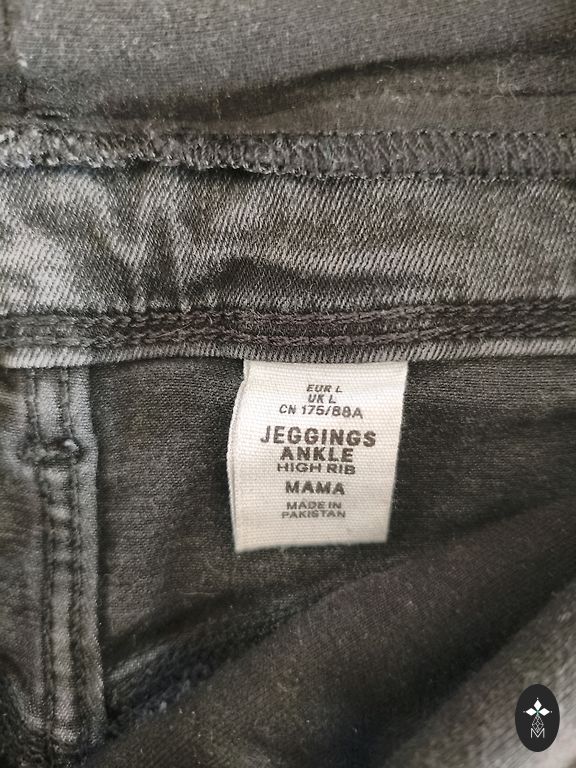 EUR L
UK L
CN 175/88A
JEGGINGS
ANKLE
HIGH RIB
MAMA
MADE IN
PAKISTAN
M